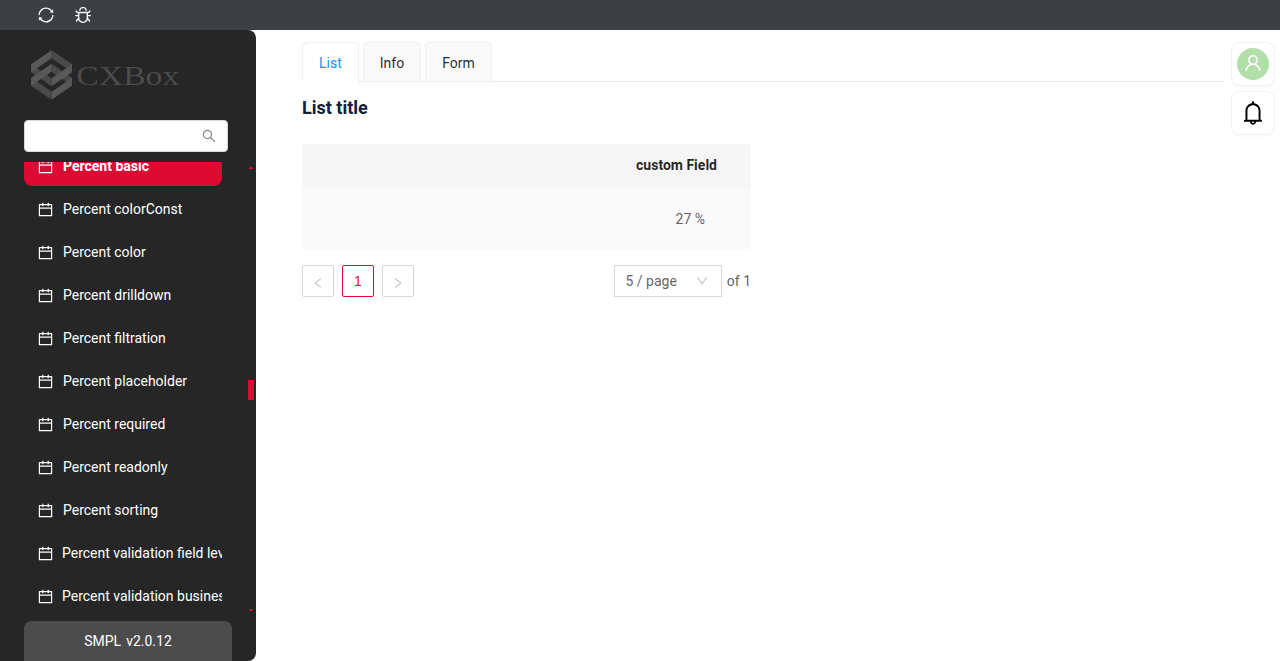 CXBox
Percent basic
Percent colorConst
Percent color
Percent drilldown
Percent filtration
Percent placeholder
Percent required
Percent readonly
Percent sorting
Percent validation field lev
Percent validation busines
SMPL v2.0.12
List Info Form
List title
custom Field
27 %
1
5 / page of 1